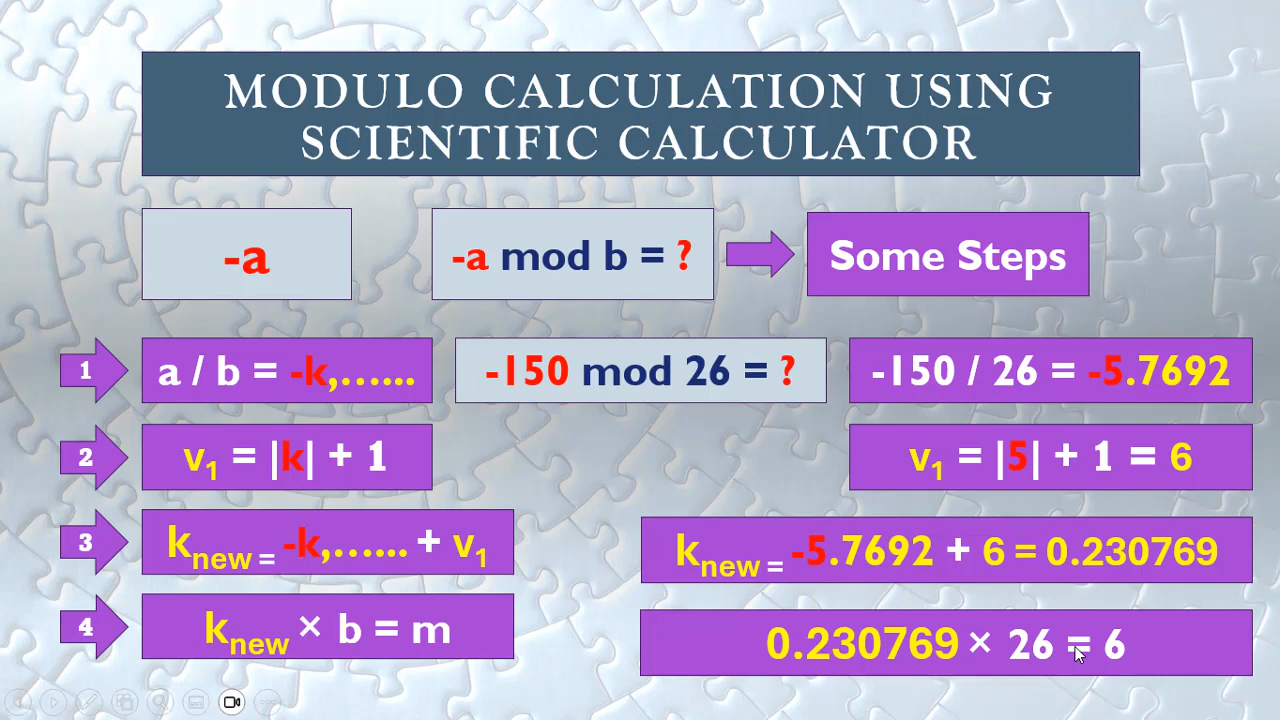 MODULO CALCULATION USING
SCIENTIFIC CALCULATOR
-a
-a mod b = ?
Some Steps
1
a / b = -k,…...
-150 mod 26 = ?
-150 / 26 = -5.7692
2
v1 = |k| + 1
v1 = |5| + 1 = 6
3
knew = -k,…... + v1
knew = -5.7692 + 6 = 0.230769
4
knew × b = m
0.230769 × 26 = 6